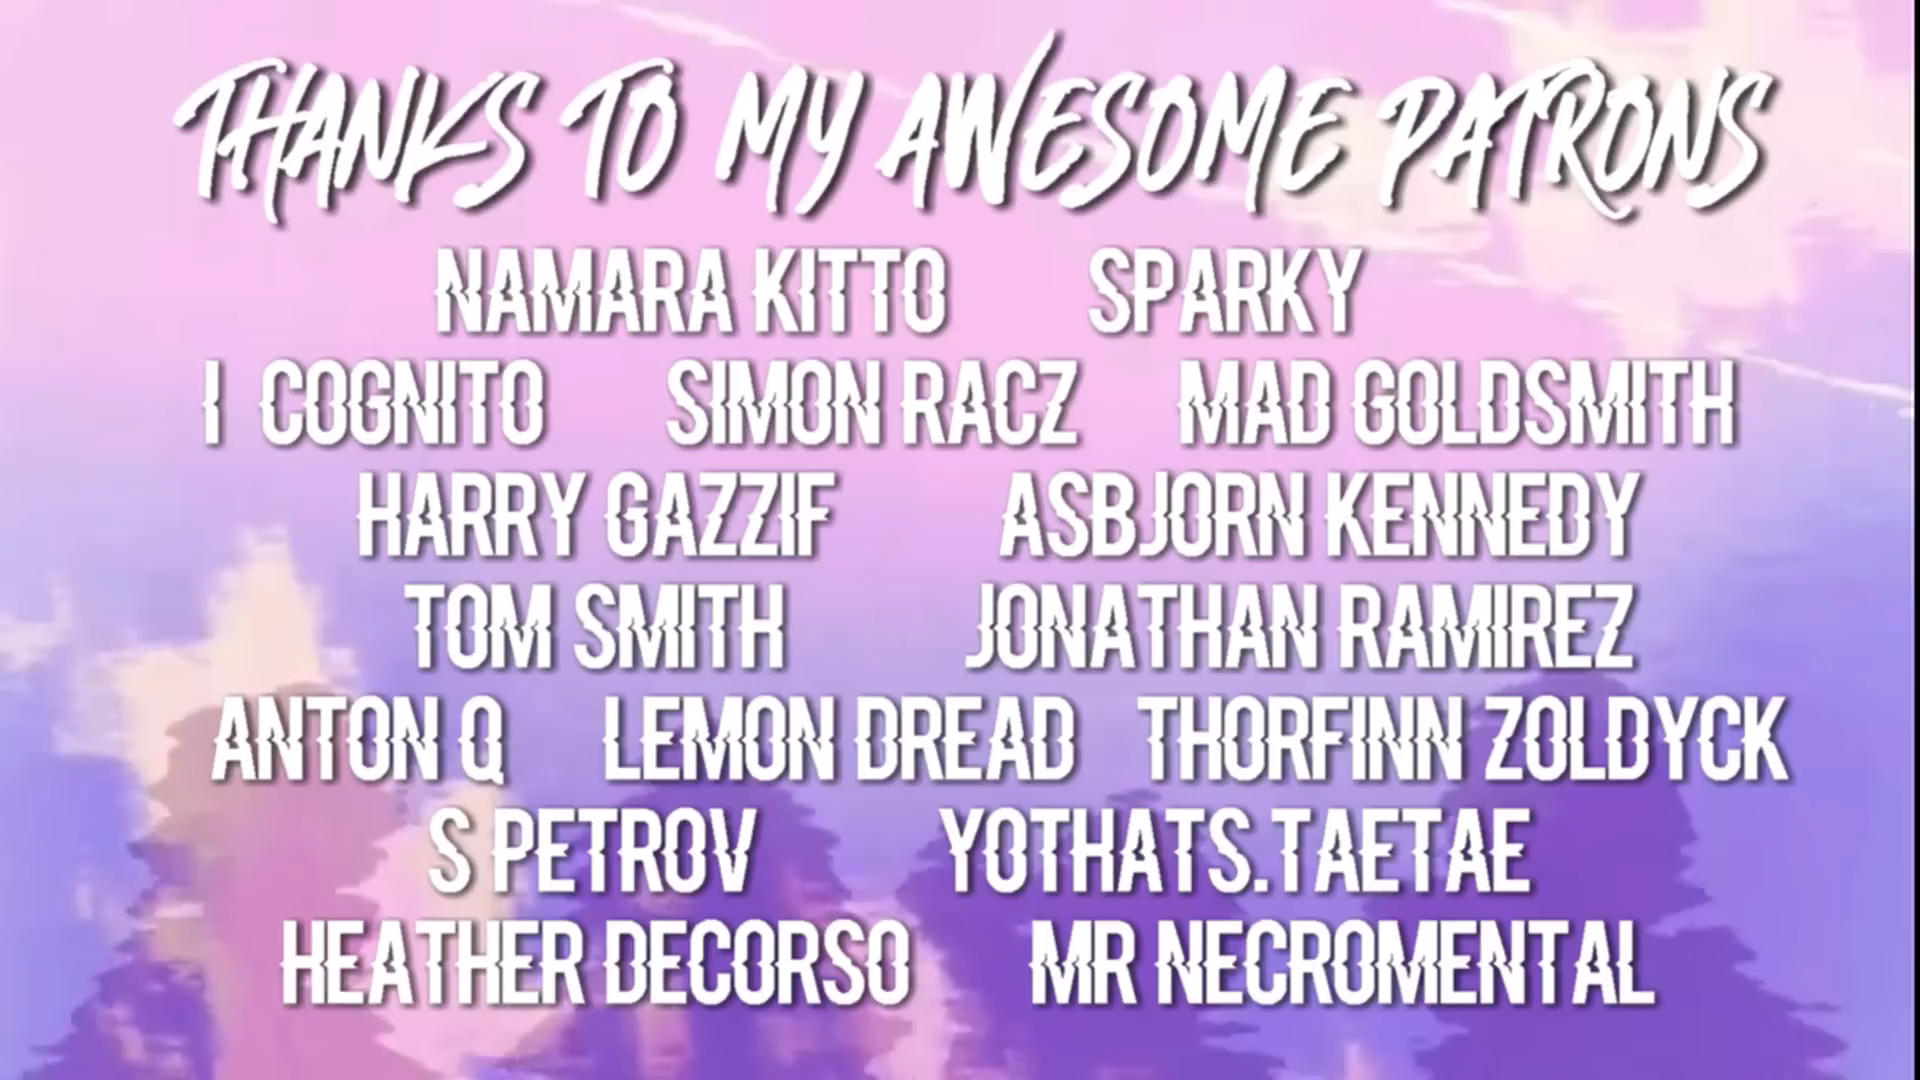 THANKS TO MY AWESOME PATRONS
NAMARA KITTO SPARKY
I COGNITO SIMON RACZ MAD GOLDSMITH
HARRY GAZZIF ASBJORN KENNEDY
TOM SMITH JONATHAN RAMIREZ
ANTON Q LEMON DREAD THORFINN ZOLDYCK
S PETROV YOTHATS.TAETAE
HEATHER DECORSO MR NECROMENTAL